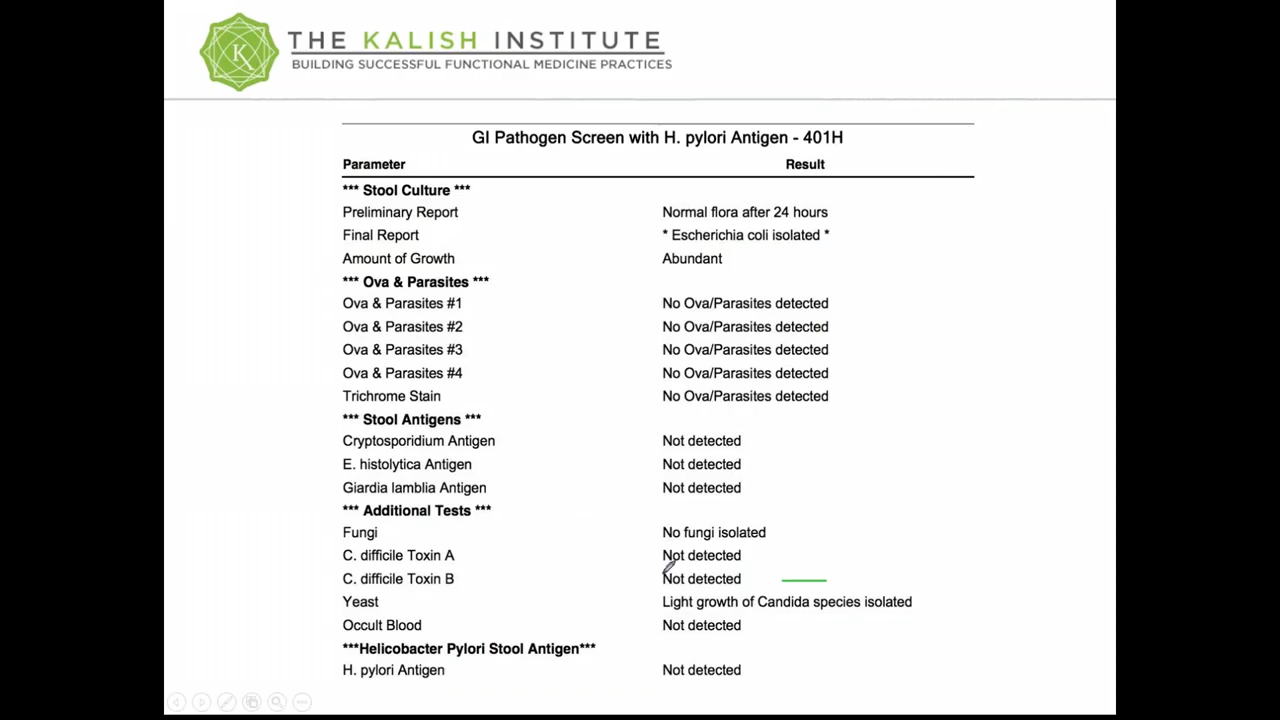 THE KALISH INSTITUTE
BUILDING SUCCESSFUL FUNCTIONAL MEDICINE PRACTICES
K
GI Pathogen Screen with H. pylori Antigen - 401H
Parameter Result
*** Stool Culture ***
Preliminary Report Normal flora after 24 hours
Final Report * Escherichia coli isolated *
Amount of Growth Abundant
*** Ova & Parasites ***
Ova & Parasites #1 No Ova/Parasites detected
Ova & Parasites #2 No Ova/Parasites detected
Ova & Parasites #3 No Ova/Parasites detected
Ova & Parasites #4 No Ova/Parasites detected
Trichrome Stain No Ova/Parasites detected
*** Stool Antigens ***
Cryptosporidium Antigen Not detected
E. histolytica Antigen Not detected
Giardia lamblia Antigen Not detected
*** Additional Tests ***
Fungi No fungi isolated
C. difficile Toxin A Not detected
C. difficile Toxin B Not detected
Yeast Light growth of Candida species isolated
Occult Blood Not detected
***Helicobacter Pylori Stool Antigen***
H. pylori Antigen Not detected